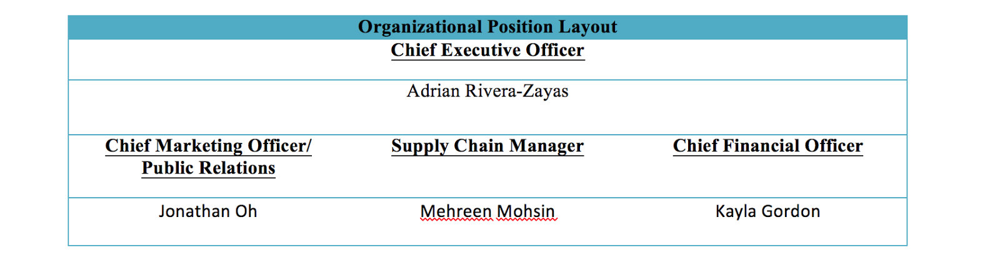 Organizational Position Layout
Chief Executive Officer
Adrian Rivera-Zayas
Chief Marketing Officer/
Public Relations
Supply Chain Manager
Chief Financial Officer
Jonathan Oh
Mehreen Mohsin
Kayla Gordon